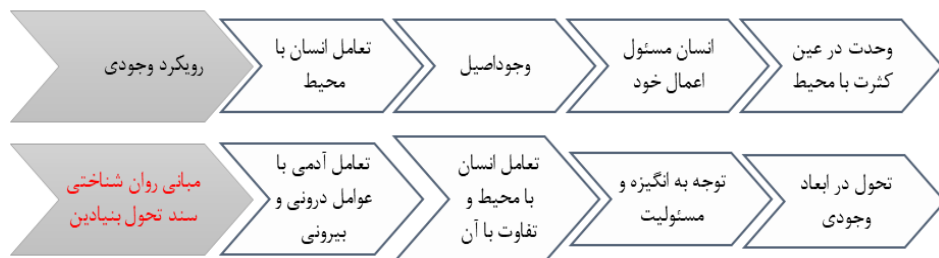 رویکرد وجودی
تعامل انسان با
محیط
وجوداصیل
انسان مسئول
اعمال خود
وحدت در عین
کثرت با محیط
مبانی روان شناختی
سند تحول بنیادین
تعامل آدمی با
عوامل درونی و
بیرونی
تعامل انسان
با محیط و
تفاوت با آن
توجه به انگیزه و
مسئولیت
تحول در ابعاد
وجودی